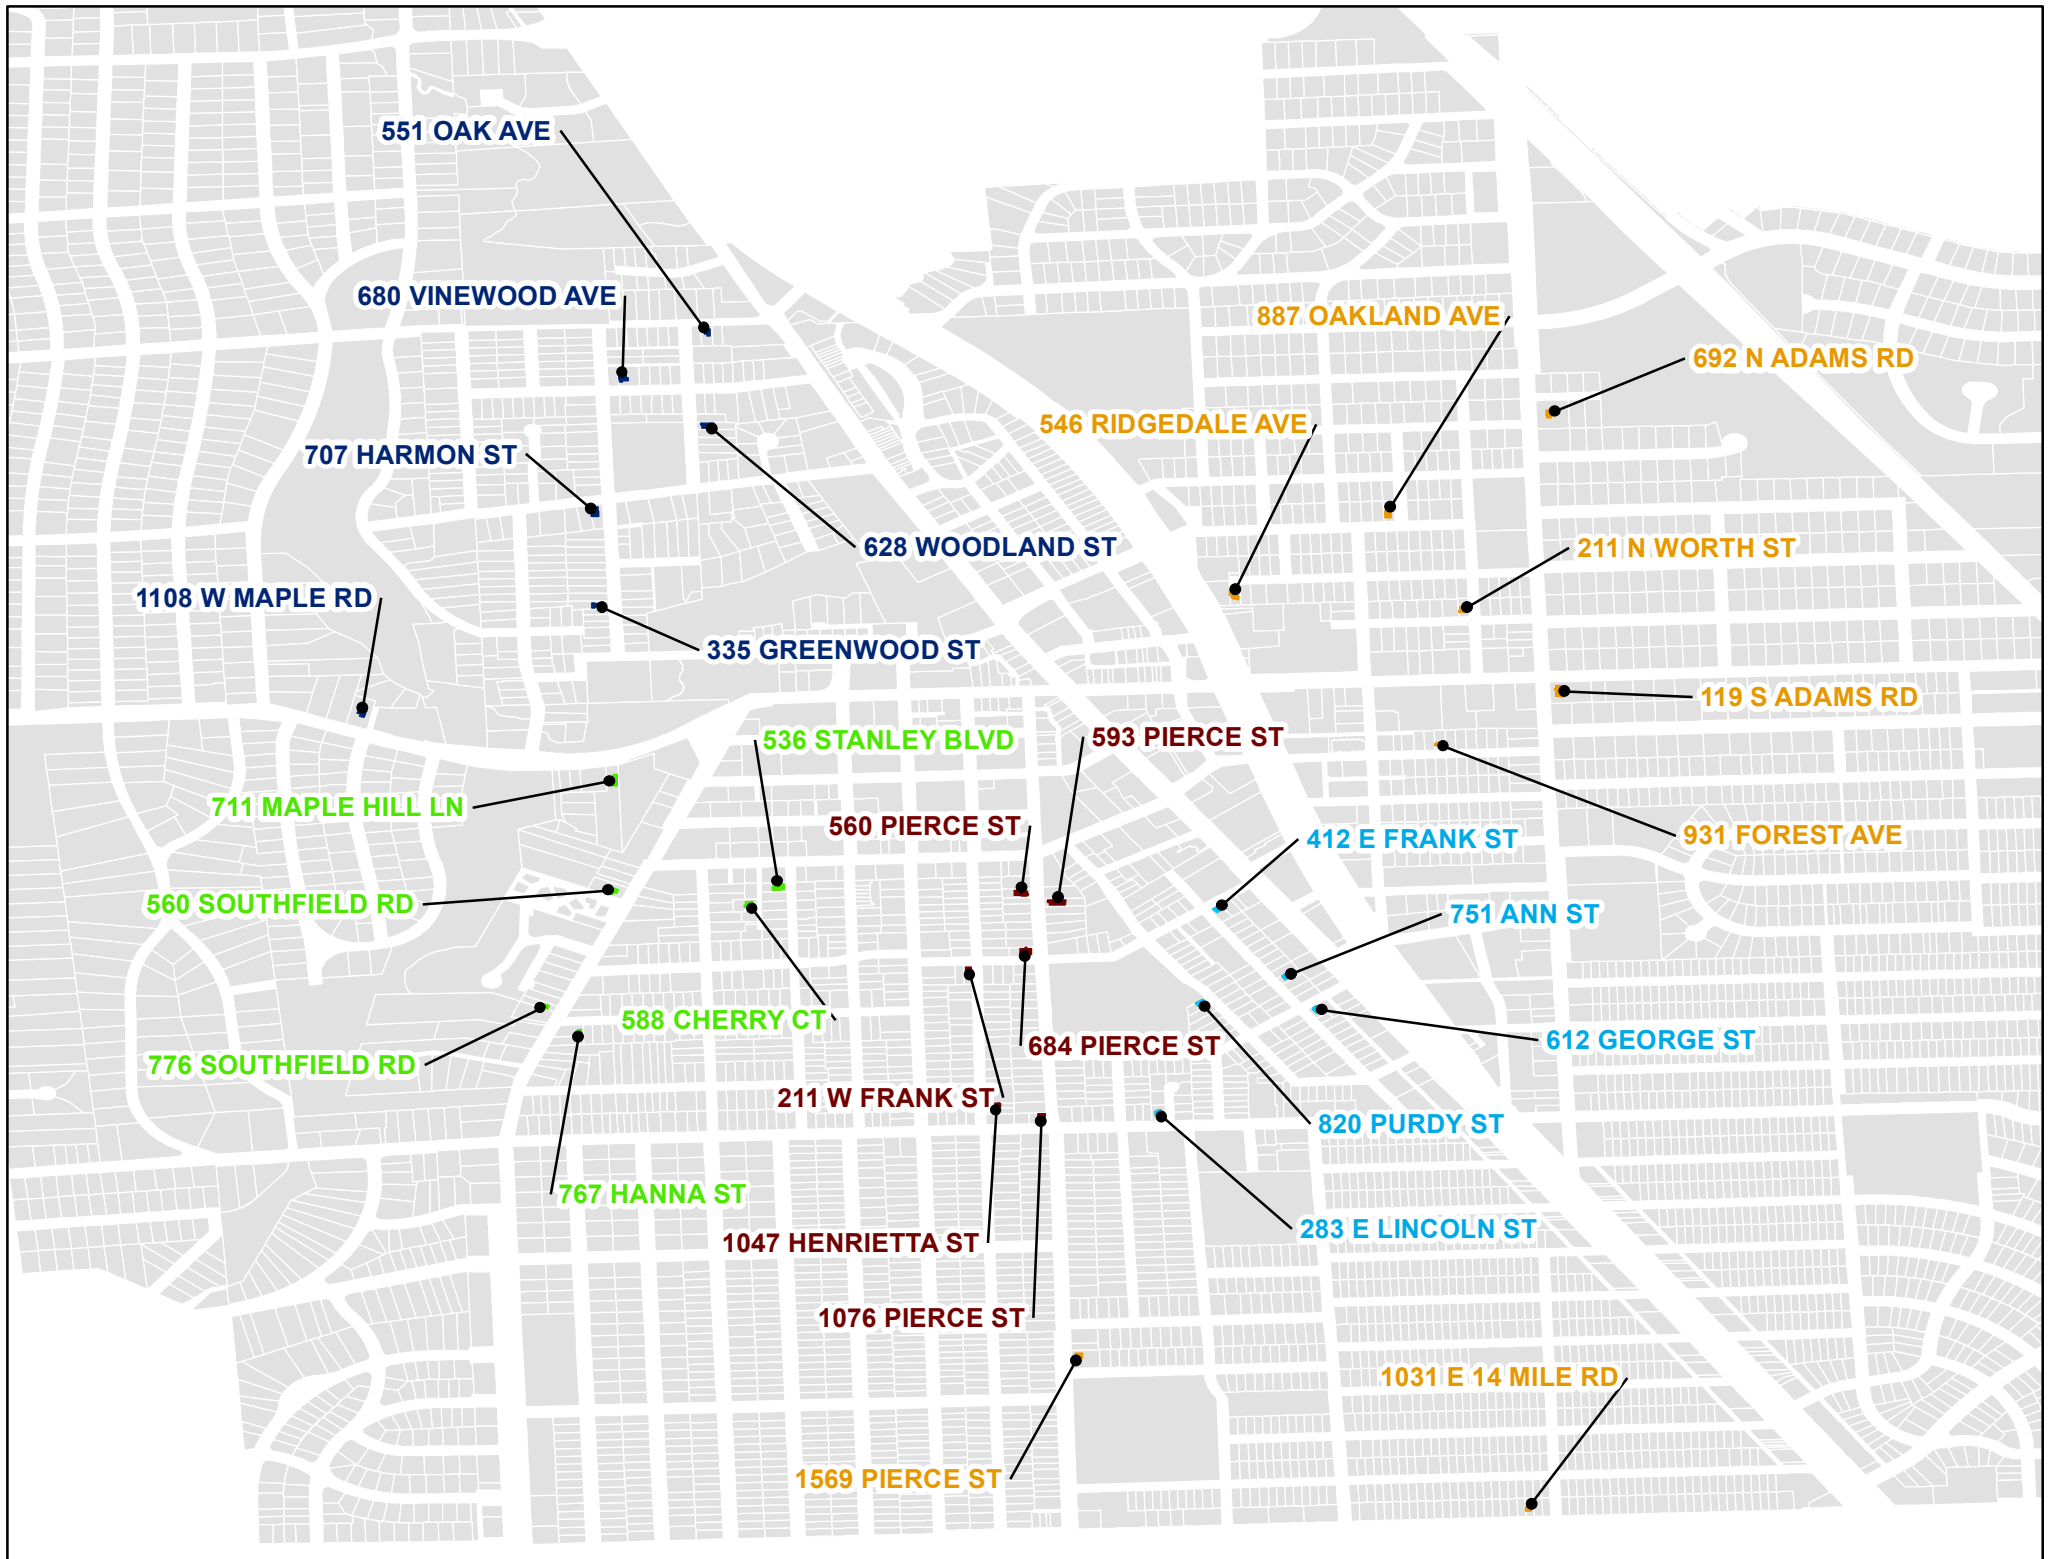 551 OAK AVE
680 VINEWOOD AVE
887 OAKLAND AVE
692 N ADAMS RD
546 RIDGEDALE AVE
707 HARMON ST
628 WOODLAND ST
211 N WORTH ST
1108 W MAPLE RD
335 GREENWOOD ST
119 S ADAMS RD
536 STANLEY BLVD
593 PIERCE ST
711 MAPLE HILL LN
560 PIERCE ST
412 E FRANK ST
931 FOREST AVE
560 SOUTHFIELD RD
751 ANN ST
588 CHERRY CT
684 PIERCE ST
612 GEORGE ST
776 SOUTHFIELD RD
211 W FRANK ST
820 PURDY ST
767 HANNA ST
283 E LINCOLN ST
1047 HENRIETTA ST
1076 PIERCE ST
1031 E 14 MILE RD
1569 PIERCE ST